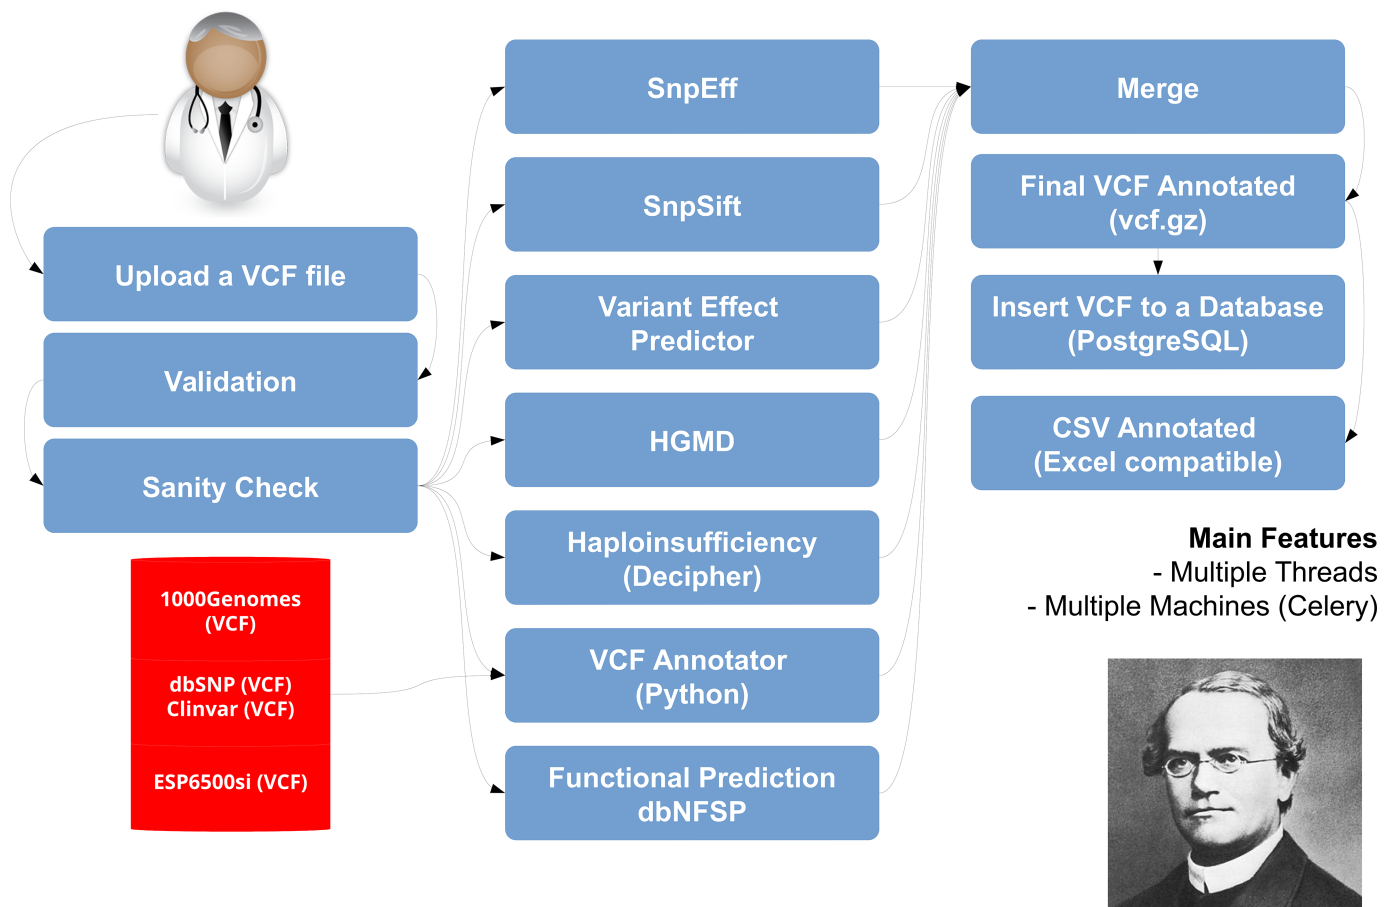 Upload a VCF file
Validation
Sanity Check
1000Genomes
(VCF)
dbSNP (VCF)
Clinvar (VCF)
ESP6500si (VCF)
SnpEff
SnpSift
Variant Effect
Predictor
HGMD
Haploinsufficiency
(Decipher)
VCF Annotator
(Python)
Functional Prediction
dbNFSP
Merge
Final VCF Annotated
(vcf.gz)
Insert VCF to a Database
(PostgreSQL)
CSV Annotated
(Excel compatible)
Main Features
- Multiple Threads
- Multiple Machines (Celery)